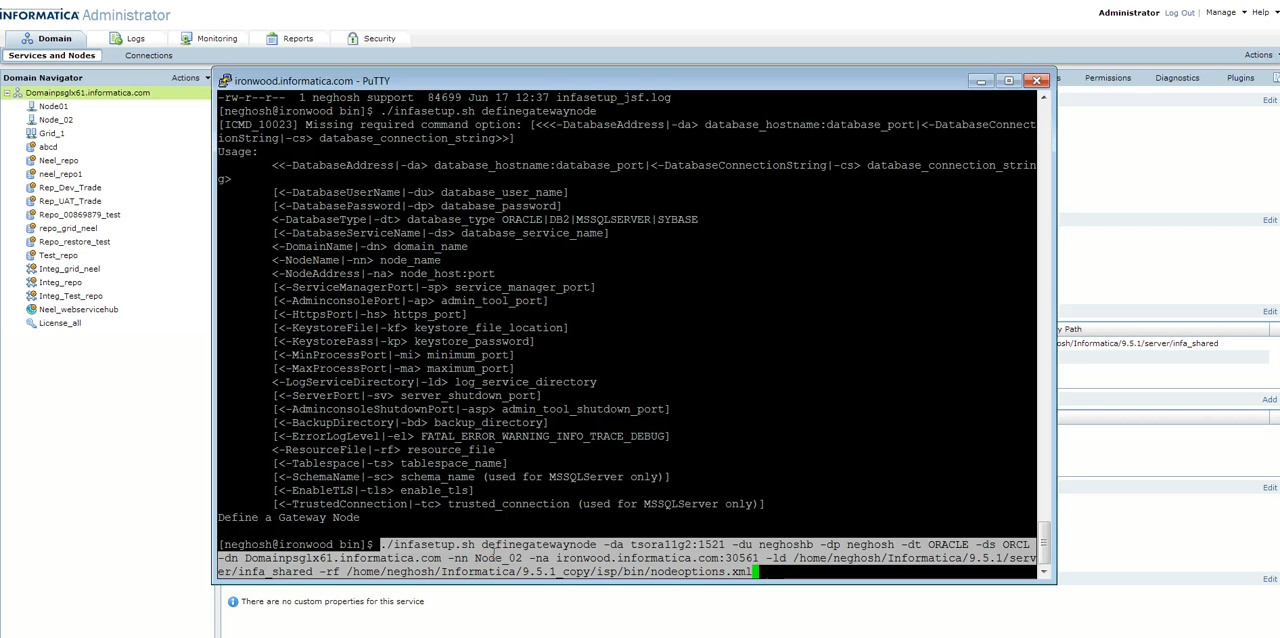 INFORMATICA Administrator
Administrator Log Out Manage Help
Domain Logs Monitoring Reports Security
Services and Nodes Connections
Actions
Domain Navigator Actions
Permissions Diagnostics Plugins
Domainpsglx61.informatica.com
Node01
Node_02
Grid_1
abcd
Neel_repo
neel_repo1
Rep_Dev_Trade
Rep_UAT_Trade
Repo_00869879_test
repo_grid_neel
Repo_restore_test
Test_repo
Integ_grid_neel
Integ_repo
Integ_Test_repo
Neel_webservicehub
License_all
ironwood.informatica.com - PuTTY
-rw-r--r-- 1 neghosh support 84699 Jun 17 12:37 infasetup_jsf.log
[neghosh@ironwood bin]$ ./infasetup.sh definegatewaynode
[ICMD_10023] Missing required command option: [<<<-DatabaseAddress|-da> database_hostname:database_port|<-DatabaseConnect
ionString|-cs> database_connection_string>>]
Usage:
<<-DatabaseAddress|-da> database_hostname:database_port|<-DatabaseConnectionString|-cs> database_connection_strin
g>
[<-DatabaseUserName|-du> database_user_name]
[<-DatabasePassword|-dp> database_password]
<-DatabaseType|-dt> database_type ORACLE|DB2|MSSQLSERVER|SYBASE
[<-DatabaseServiceName|-ds> database_service_name]
<-DomainName|-dn> domain_name
<-NodeName|-nn> node_name
<-NodeAddress|-na> node_host:port
[<-ServiceManagerPort|-sp> service_manager_port]
[<-AdminconsolePort|-ap> admin_tool_port]
[<-HttpsPort|-hs> https_port]
[<-KeystoreFile|-kf> keystore_file_location]
[<-KeystorePass|-kp> keystore_password]
[<-MinProcessPort|-mi> minimum_port]
[<-MaxProcessPort|-ma> maximum_port]
<-LogServiceDirectory|-ld> log_service_directory
[<-ServerPort|-sv> server_shutdown_port]
[<-AdminconsoleShutdownPort|-asp> admin_tool_shutdown_port]
[<-BackupDirectory|-bd> backup_directory]
[<-ErrorLogLevel|-el> FATAL_ERROR_WARNING_INFO_TRACE_DEBUG]
<-ResourceFile|-rf> resource_file
[<-Tablespace|-ts> tablespace_name]
[<-SchemaName|-sc> schema_name (used for MSSQLServer only)]
[<-EnableTLS|-tls> enable_tls]
[<-TrustedConnection|-tc> trusted_connection (used for MSSQLServer only)]
Define a Gateway Node
[neghosh@ironwood bin]$ ./infasetup.sh definegatewaynode -da tsora11g2:1521 -du neghoshb -dp neghosh -dt ORACLE -ds ORCL
-dn Domainpsglx61.informatica.com -nn Node_02 -na ironwood.informatica.com:30561 -ld /home/neghosh/Informatica/9.5.1/serv
er/infa_shared -rf /home/neghosh/Informatica/9.5.1_copy/isp/bin/nodeoptions.xml
Edit
Edit
Edit
y Path
sh/Informatica/9.5.1/server/infa_shared
Add
Edit
Edit
There are no custom properties for this service